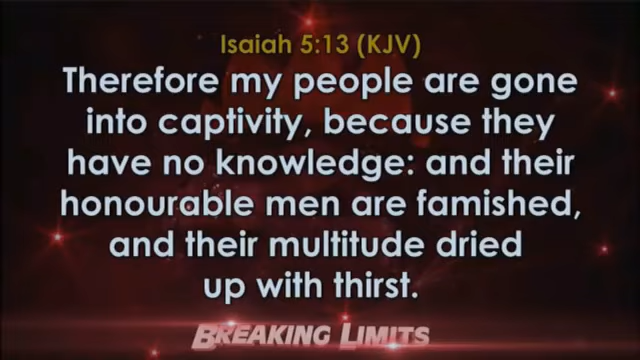 Isaiah 5:13 (KJV)
Therefore my people are gone
into captivity, because they
have no knowledge: and their
honourable men are famished,
and their multitude dried
up with thirst.
BREAKING LIMITS